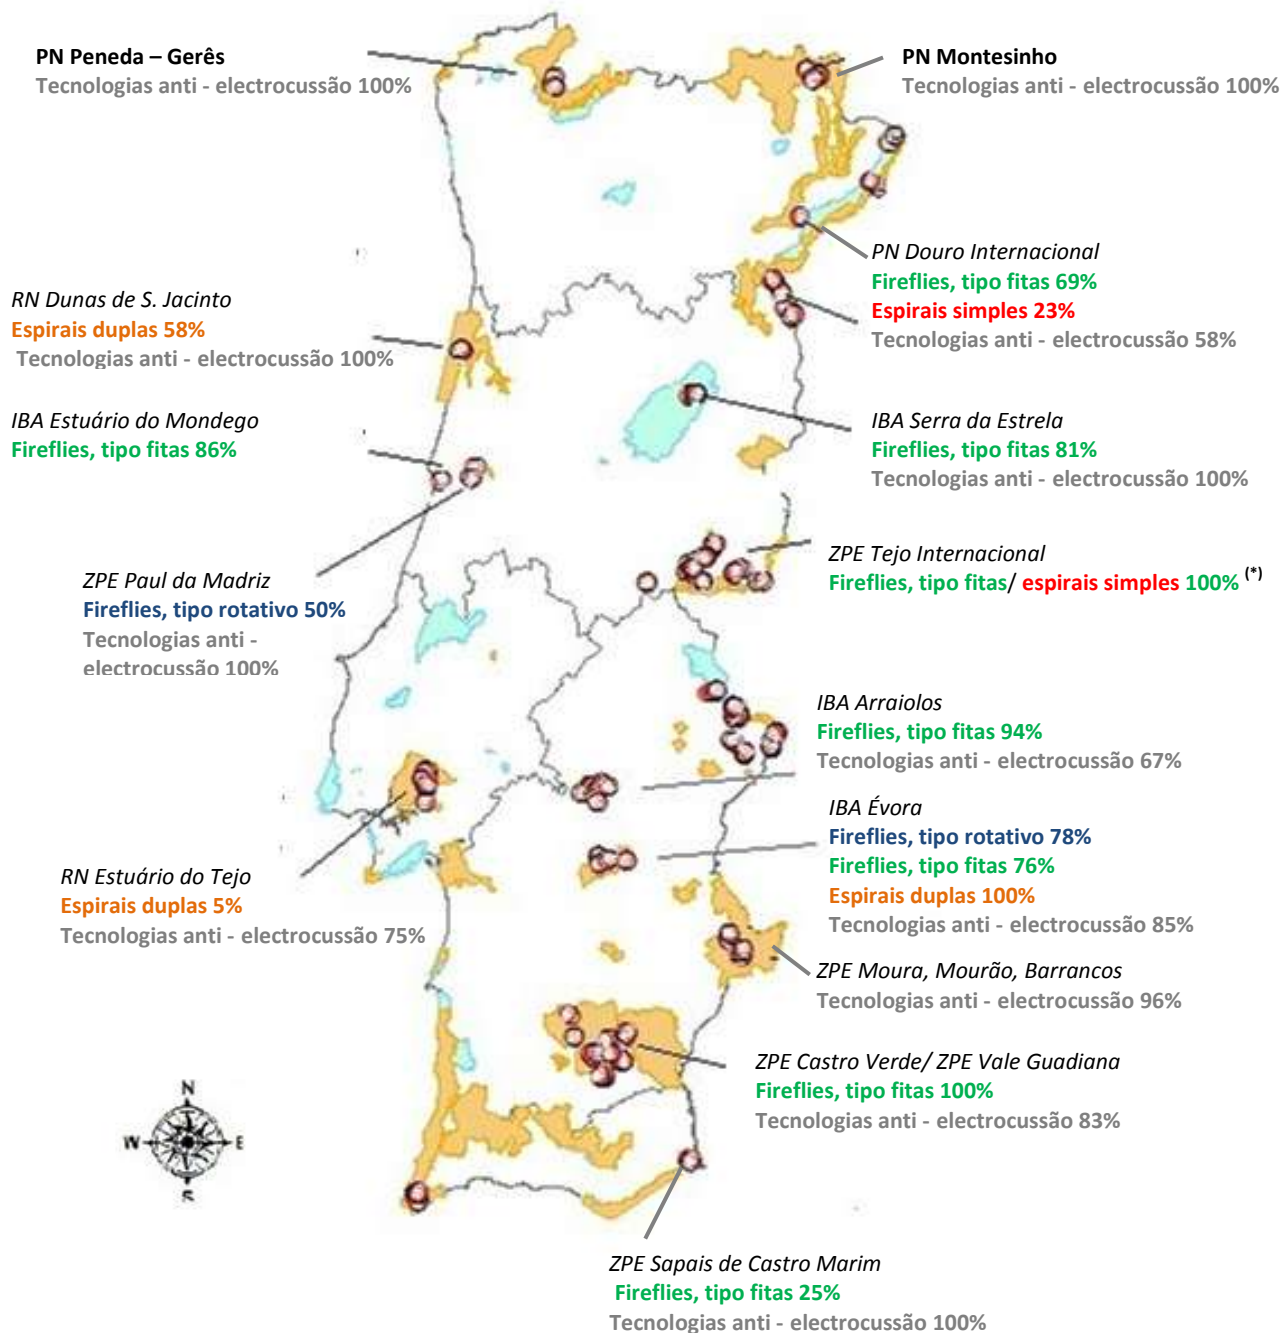 PN Peneda – Gerês
Tecnologias anti - electrocussão 100%
PN Montesinho
Tecnologias anti - electrocussão 100%
PN Douro Internacional
Fireflies, tipo fitas 69%
Espirais simples 23%
Tecnologias anti - electrocussão 58%
RN Dunas de S. Jacinto
Espirais duplas 58%
Tecnologias anti - electrocussão 100%
IBA Estuário do Mondego
Fireflies, tipo fitas 86%
IBA Serra da Estrela
Fireflies, tipo fitas 81%
Tecnologias anti - electrocussão 100%
ZPE Tejo Internacional
Fireflies, tipo fitas/ espirais simples 100% (*)
ZPE Paul da Madriz
Fireflies, tipo rotativo 50%
Tecnologias anti -
electrocussão 100%
IBA Arraiolos
Fireflies, tipo fitas 94%
Tecnologias anti - electrocussão 67%
IBA Évora
Fireflies, tipo rotativo 78%
Fireflies, tipo fitas 76%
Espirais duplas 100%
Tecnologias anti - electrocussão 85%
RN Estuário do Tejo
Espirais duplas 5%
Tecnologias anti - electrocussão 75%
ZPE Moura, Mourão, Barrancos
Tecnologias anti - electrocussão 96%
ZPE Castro Verde/ ZPE Vale Guadiana
Fireflies, tipo fitas 100%
Tecnologias anti - electrocussão 83%
N
W E
S
ZPE Sapais de Castro Marim
Fireflies, tipo fitas 25%
Tecnologias anti - electrocussão 100%